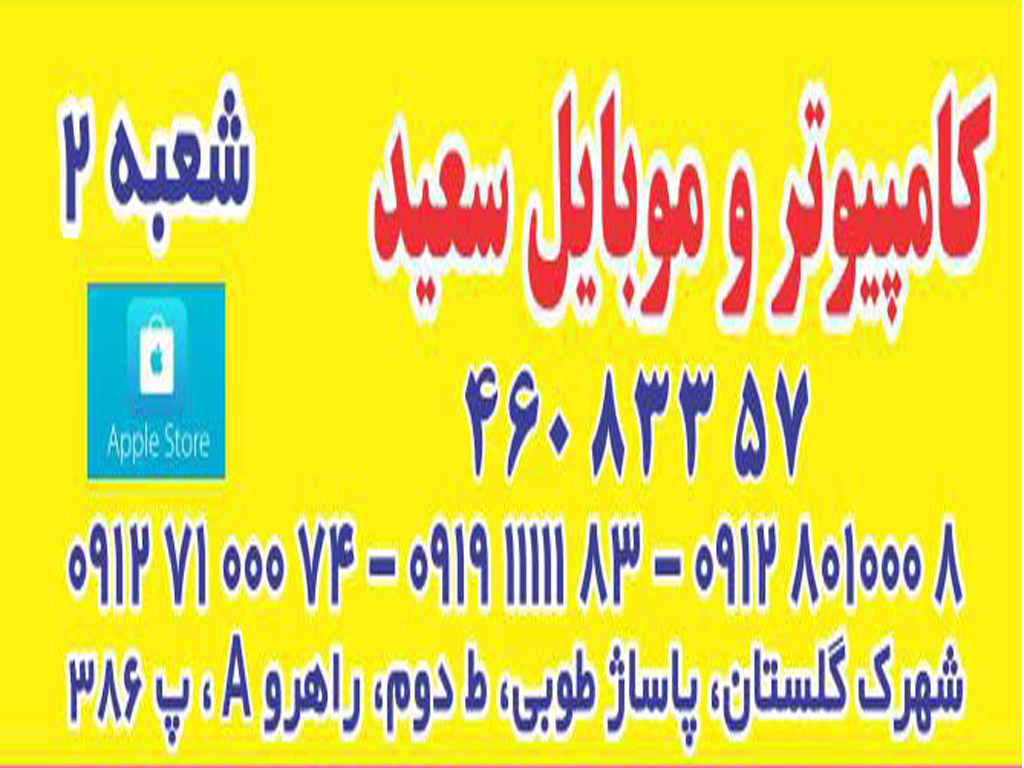 کامپیوتر و موبایل سعید
شعبه ۲
۴۶۰ ۸۳۳ ۵۷
Apple Store
۰۹۱۲ ۷۱ ۰۰۰ ۷۴ – ۰۹۱۹ ۱۱۱۱۱ ۸۳ – ۰۹۱۲ ۸۰۱۰۰۰ ۸
شهرک گلستان، پاساژ طوبی، ط دوم، راهرو A ، پ ۳۸۶